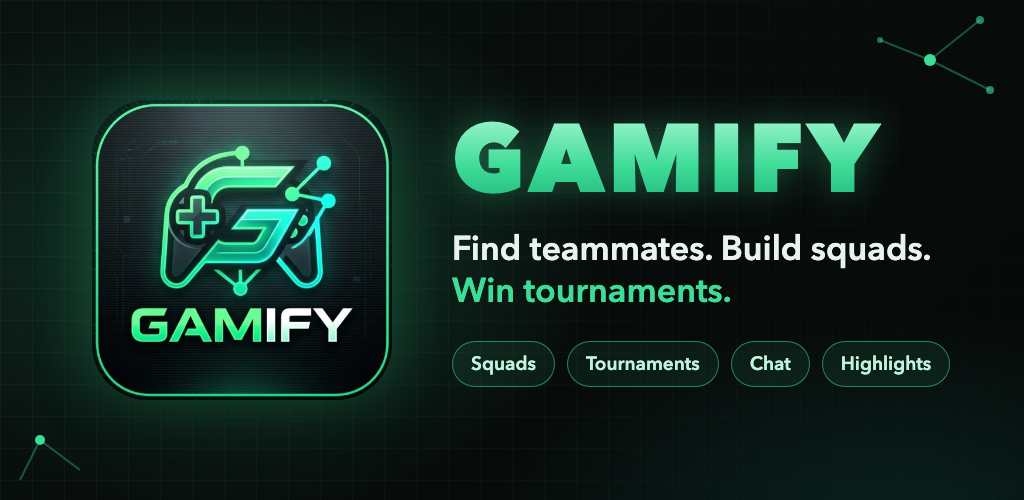 GAMIFY
GAMIFY
Find teammates. Build squads.
Win tournaments.
Squads
Tournaments
Chat
Highlights